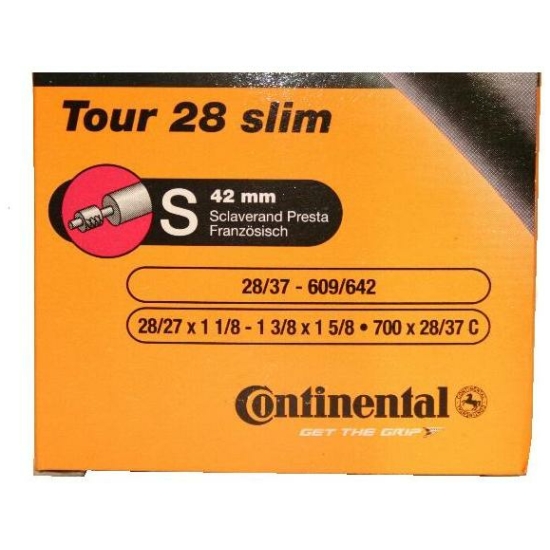 Tour 28 slim
S
42 mm
Sclaverand Presta
Französisch
28/37 - 609/642
28/27 x 1 1/8 - 1 3/8 x 1 5/8 • 700 x 28/37 C
Continental
GET THE GRIP